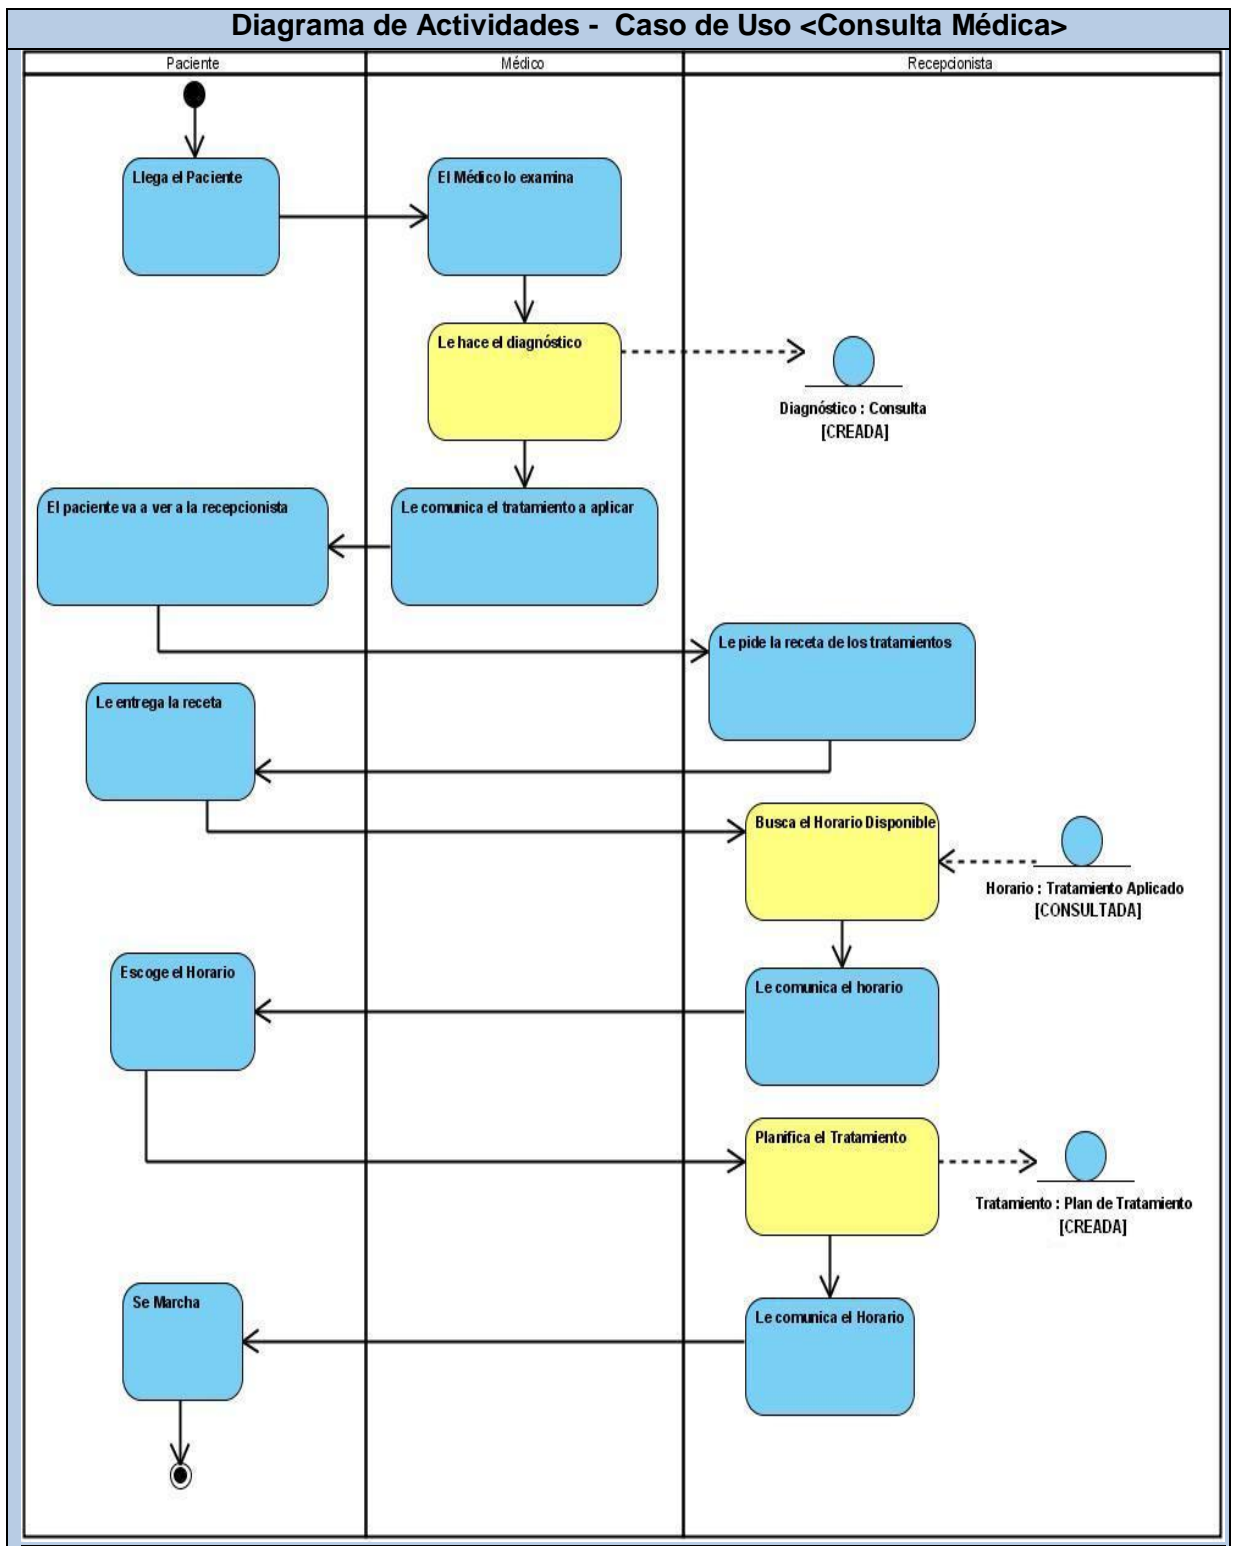 Diagrama de Actividades - Caso de Uso <Consulta Médica>
Paciente
Médico
Recepcionista
Llega el Paciente
El Médico lo examina
Le hace el diagnóstico
Diagnóstico : Consulta
[CREADA]
El paciente va a ver a la recepcionista
Le comunica el tratamiento a aplicar
Le pide la receta de los tratamientos
Le entrega la receta
Busca el Horario Disponible
Horario : Tratamiento Aplicado
[CONSULTADA]
Escoge el Horario
Le comunica el horario
Planifica el Tratamiento
Tratamiento : Plan de Tratamiento
[CREADA]
Se Marcha
Le comunica el Horario